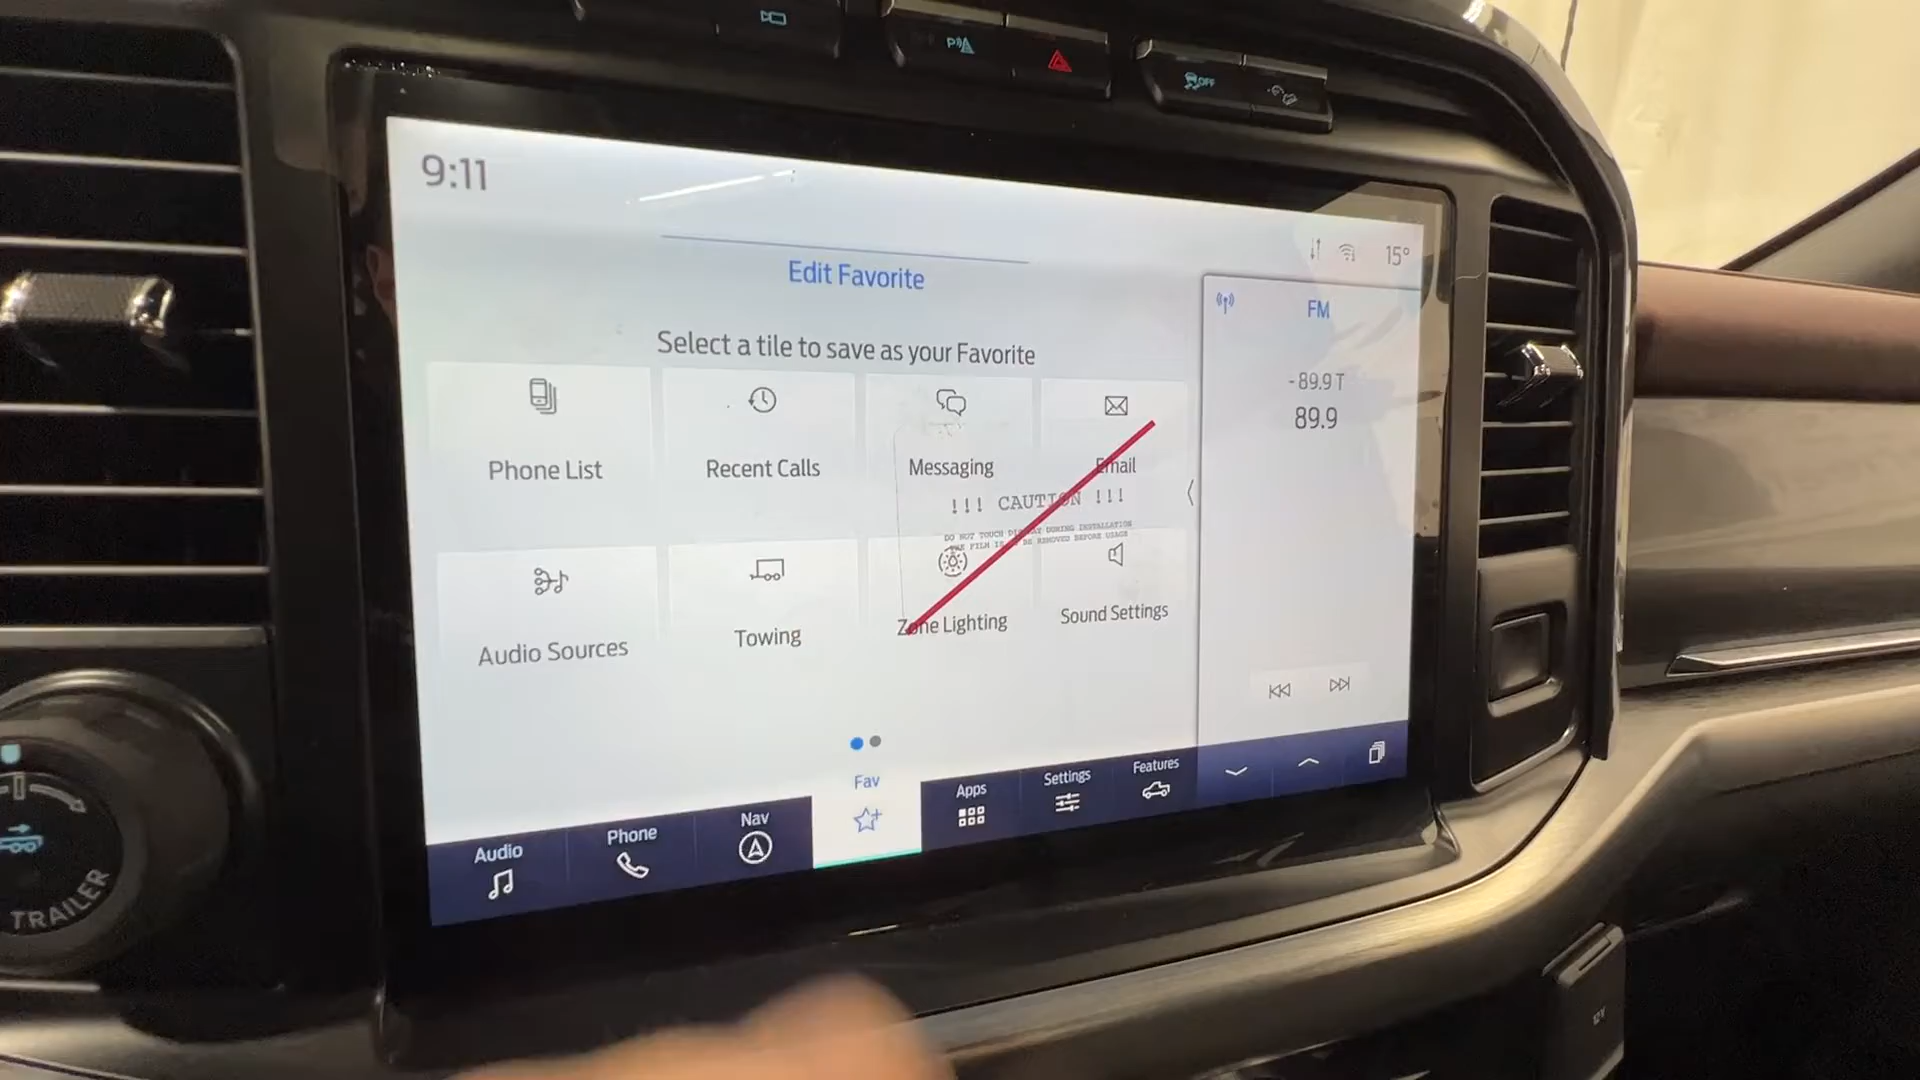 P
OFF
9:11
15°
Edit Favorite
FM
Select a tile to save as your Favorite
- 89.9 T
89.9
Phone List
Recent Calls
Messaging
Email
!!! CAUTION !!!
DO NOT TOUCH DISPLAY DURING INSTALLATION
THE FILM IS TO BE REMOVED BEFORE USAGE
Audio Sources
Towing
Zone Lighting
Sound Settings
Audio
Phone
Nav
Fav
Apps
Settings
Features
TRAILER
12V